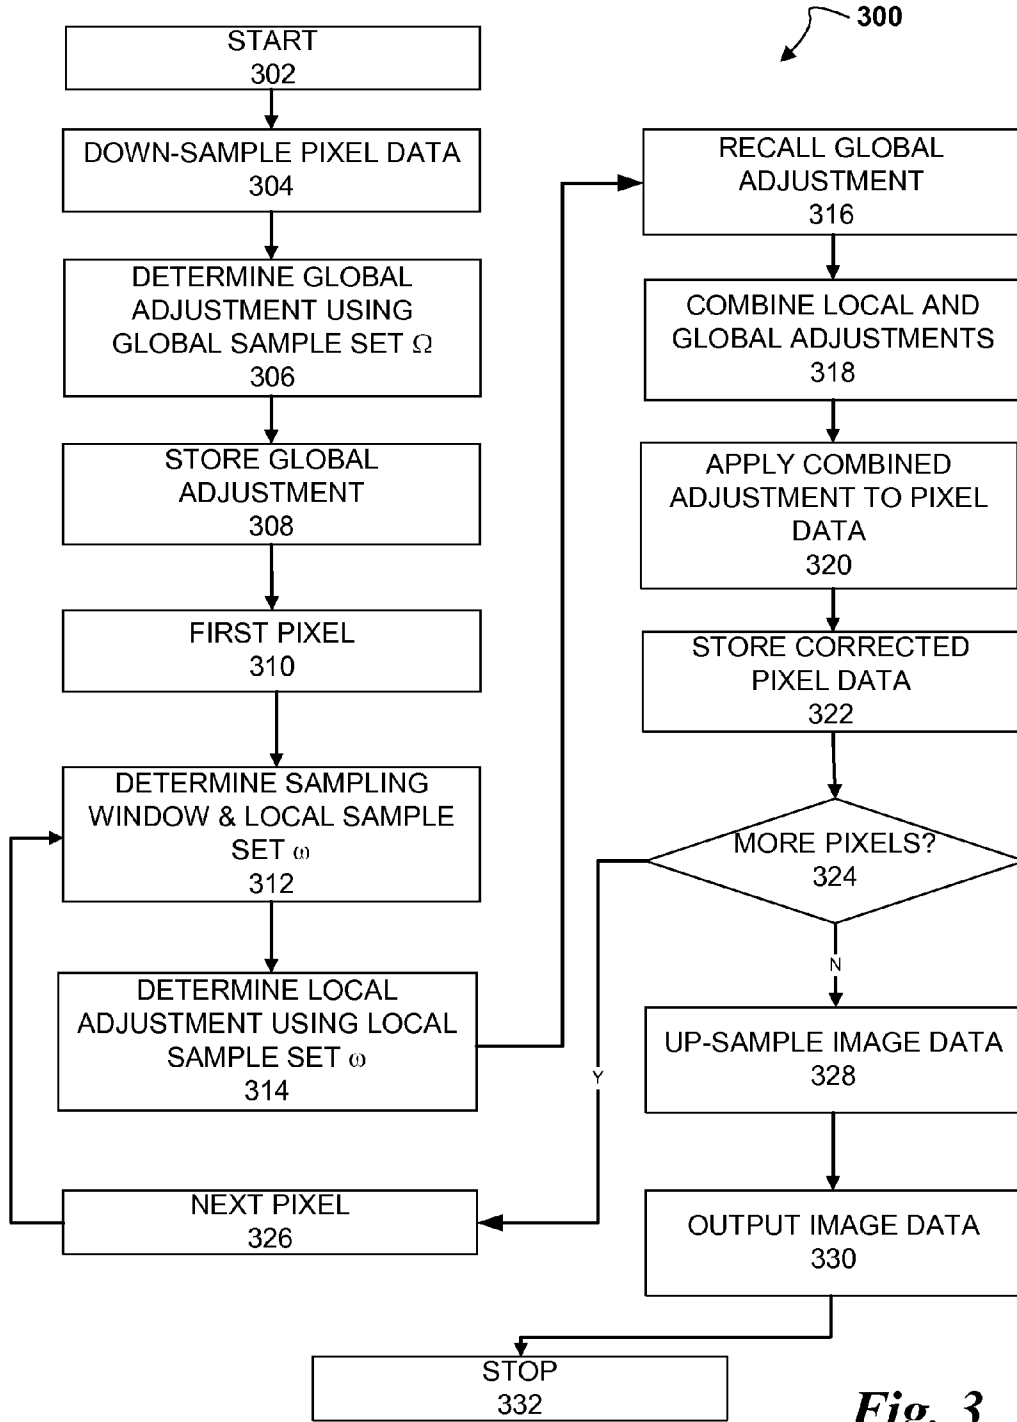 300
START
302
DOWN-SAMPLE PIXEL DATA
304
DETERMINE GLOBAL
ADJUSTMENT USING
GLOBAL SAMPLE SET Ω
306
STORE GLOBAL
ADJUSTMENT
308
FIRST PIXEL
310
DETERMINE SAMPLING
WINDOW & LOCAL SAMPLE
SET ω
312
DETERMINE LOCAL
ADJUSTMENT USING LOCAL
SAMPLE SET ω
314
RECALL GLOBAL
ADJUSTMENT
316
COMBINE LOCAL AND
GLOBAL ADJUSTMENTS
318
APPLY COMBINED
ADJUSTMENT TO PIXEL
DATA
320
STORE CORRECTED
PIXEL DATA
322
MORE PIXELS?
324
Y
N
NEXT PIXEL
326
UP-SAMPLE IMAGE DATA
328
OUTPUT IMAGE DATA
330
STOP
332
Fig. 3